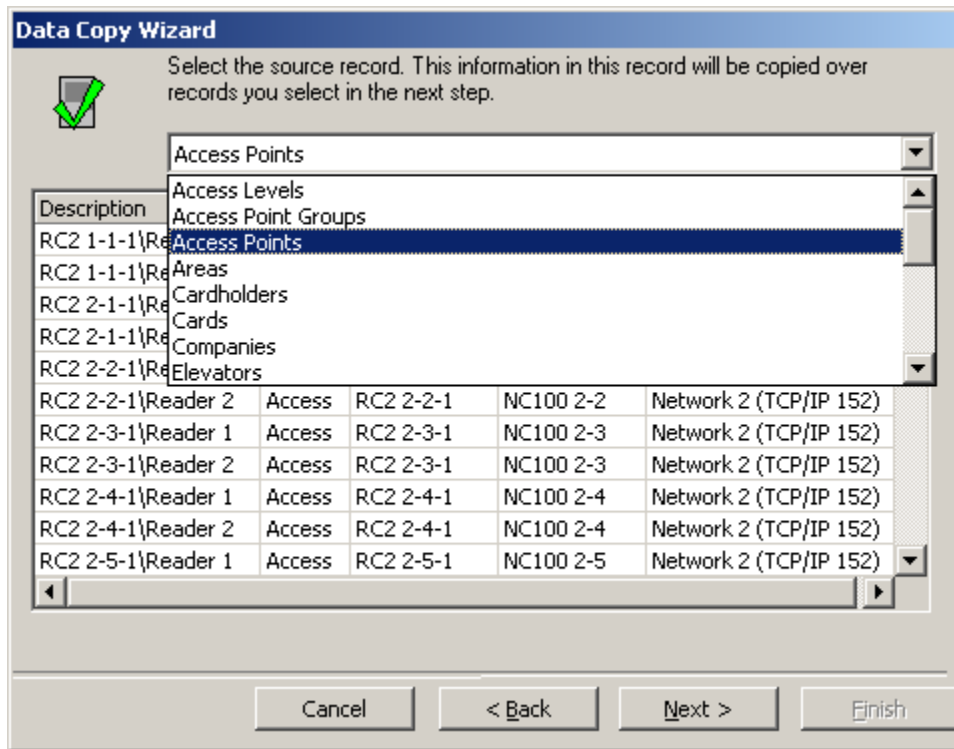 Data Copy Wizard
Select the source record. This information in this record will be copied over
records you select in the next step.
Access Points
Access Levels
Access Point Groups
Access Points
Areas
Cardholders
Cards
Companies
Elevators
Description
RC2 1-1-1\Re
RC2 1-1-1\Re
RC2 2-1-1\Re
RC2 2-1-1\Re
RC2 2-2-1\Re
RC2 2-2-1\Reader 2 Access RC2 2-2-1 NC100 2-2 Network 2 (TCP/IP 152)
RC2 2-3-1\Reader 1 Access RC2 2-3-1 NC100 2-3 Network 2 (TCP/IP 152)
RC2 2-3-1\Reader 2 Access RC2 2-3-1 NC100 2-3 Network 2 (TCP/IP 152)
RC2 2-4-1\Reader 1 Access RC2 2-4-1 NC100 2-4 Network 2 (TCP/IP 152)
RC2 2-4-1\Reader 2 Access RC2 2-4-1 NC100 2-4 Network 2 (TCP/IP 152)
RC2 2-5-1\Reader 1 Access RC2 2-5-1 NC100 2-5 Network 2 (TCP/IP 152)
Cancel < Back Next > Finish